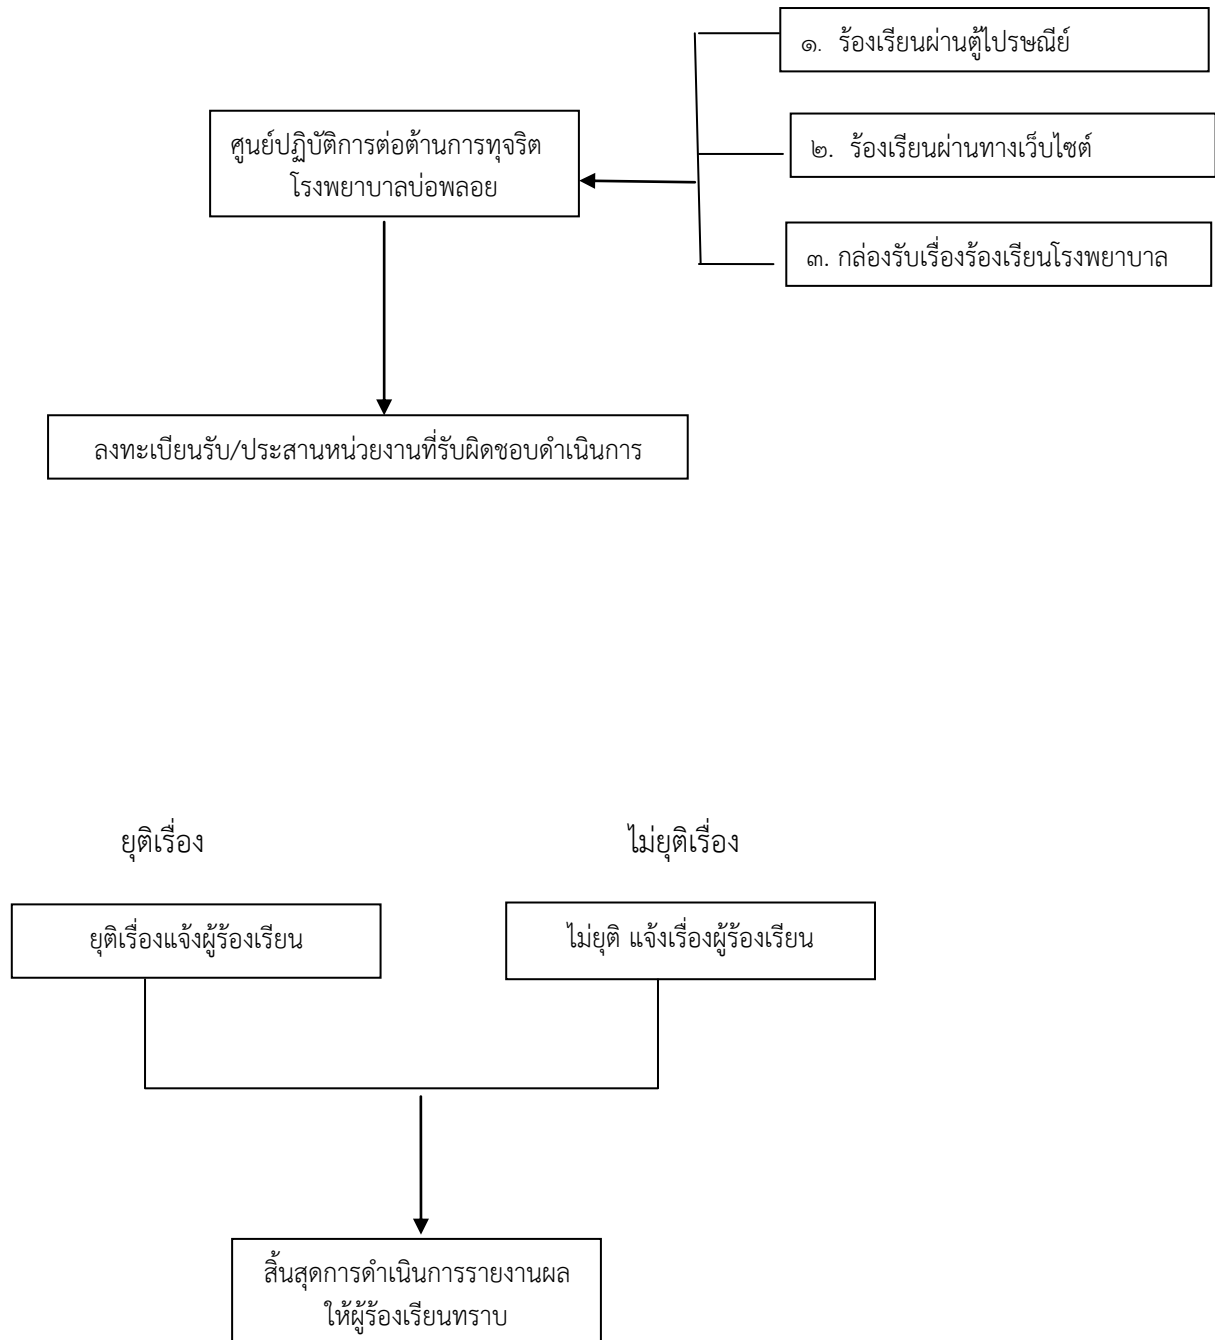 ๑. ร้องเรียนผ่านตู้ไปรษณีย์
ศูนย์ปฏิบัติการต่อต้านการทุจริต
โรงพยาบาลบ่อพลอย
๒. ร้องเรียนผ่านทางเว็บไซต์
๓. กล่องรับเรื่องร้องเรียนโรงพยาบาล
ลงทะเบียนรับ/ประสานหน่วยงานที่รับผิดชอบดำเนินการ
ยุติเรื่อง
ไม่ยุติเรื่อง
ยุติเรื่องแจ้งผู้ร้องเรียน
ไม่ยุติ แจ้งเรื่องผู้ร้องเรียน
สิ้นสุดการดำเนินการรายงานผล
ให้ผู้ร้องเรียนทราบ